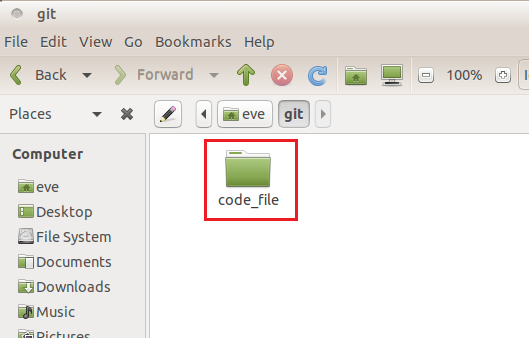 git
File Edit View Go Bookmarks Help
Back Forward 100%
Places eve git
Computer
eve
Desktop
File System
Documents
Downloads
Music
Pictures
code_file